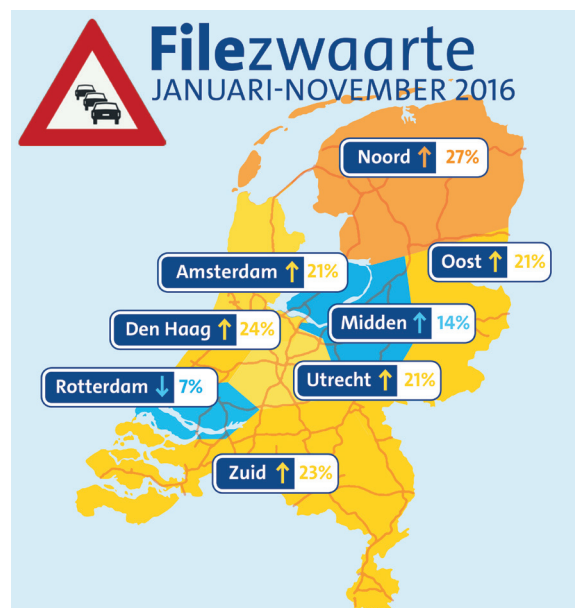 Filezwaarte
JANUARI-NOVEMBER 2016
Noord ↑ 27%
Oost ↑ 21%
Amsterdam ↑ 21%
Den Haag ↑ 24%
Midden ↑ 14%
Rotterdam ↓ 7%
Utrecht ↑ 21%
Zuid ↑ 23%